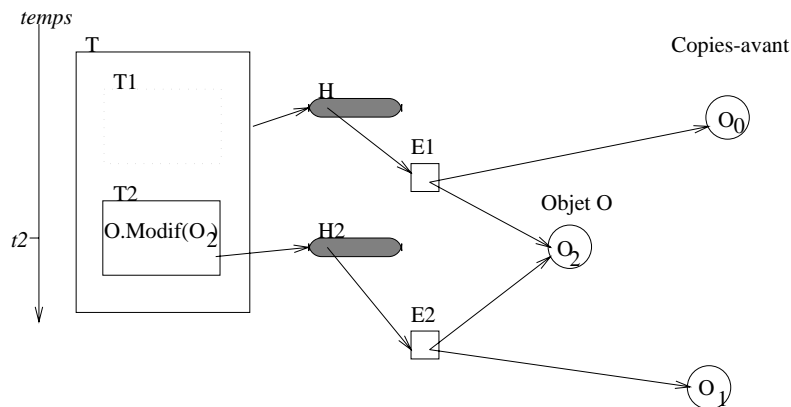 temps
T
Copies-avant
T1
H
O0
E1
T2
Objet O
O.Modif(O2)
t2
H2
O2
E2
O1